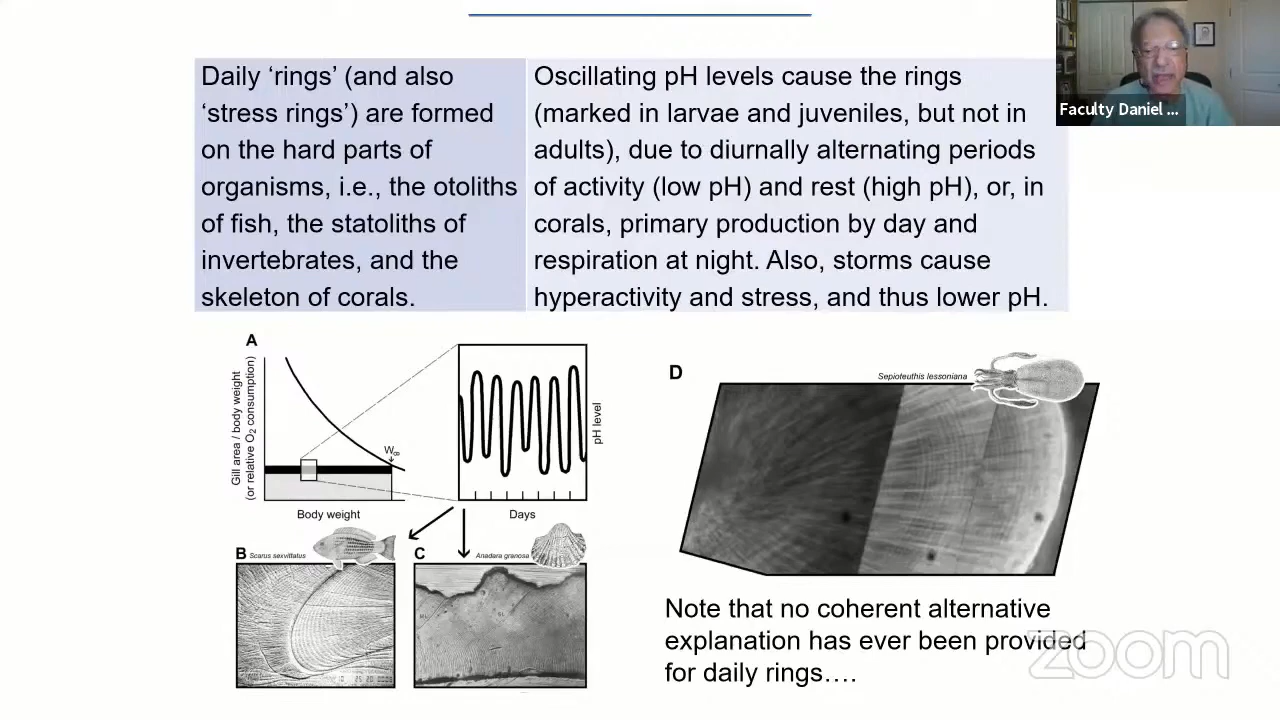 Daily ‘rings’ (and also
‘stress rings’) are formed
on the hard parts of
organisms, i.e., the otoliths
of fish, the statoliths of
invertebrates, and the
skeleton of corals.
Oscillating pH levels cause the rings
(marked in larvae and juveniles, but not in
adults), due to diurnally alternating periods
of activity (low pH) and rest (high pH), or, in
corals, primary production by day and
respiration at night. Also, storms cause
hyperactivity and stress, and thus lower pH.
Faculty Daniel ...
A
Gill area / body weight
(or relative O2 consumption)
W∞
Body weight
pH level
Days
B
Scarus sexvittatus
C
Anadara granosa
D
Sepioteuthis lessoniana
Note that no coherent alternative
explanation has ever been provided
for daily rings….
zoom